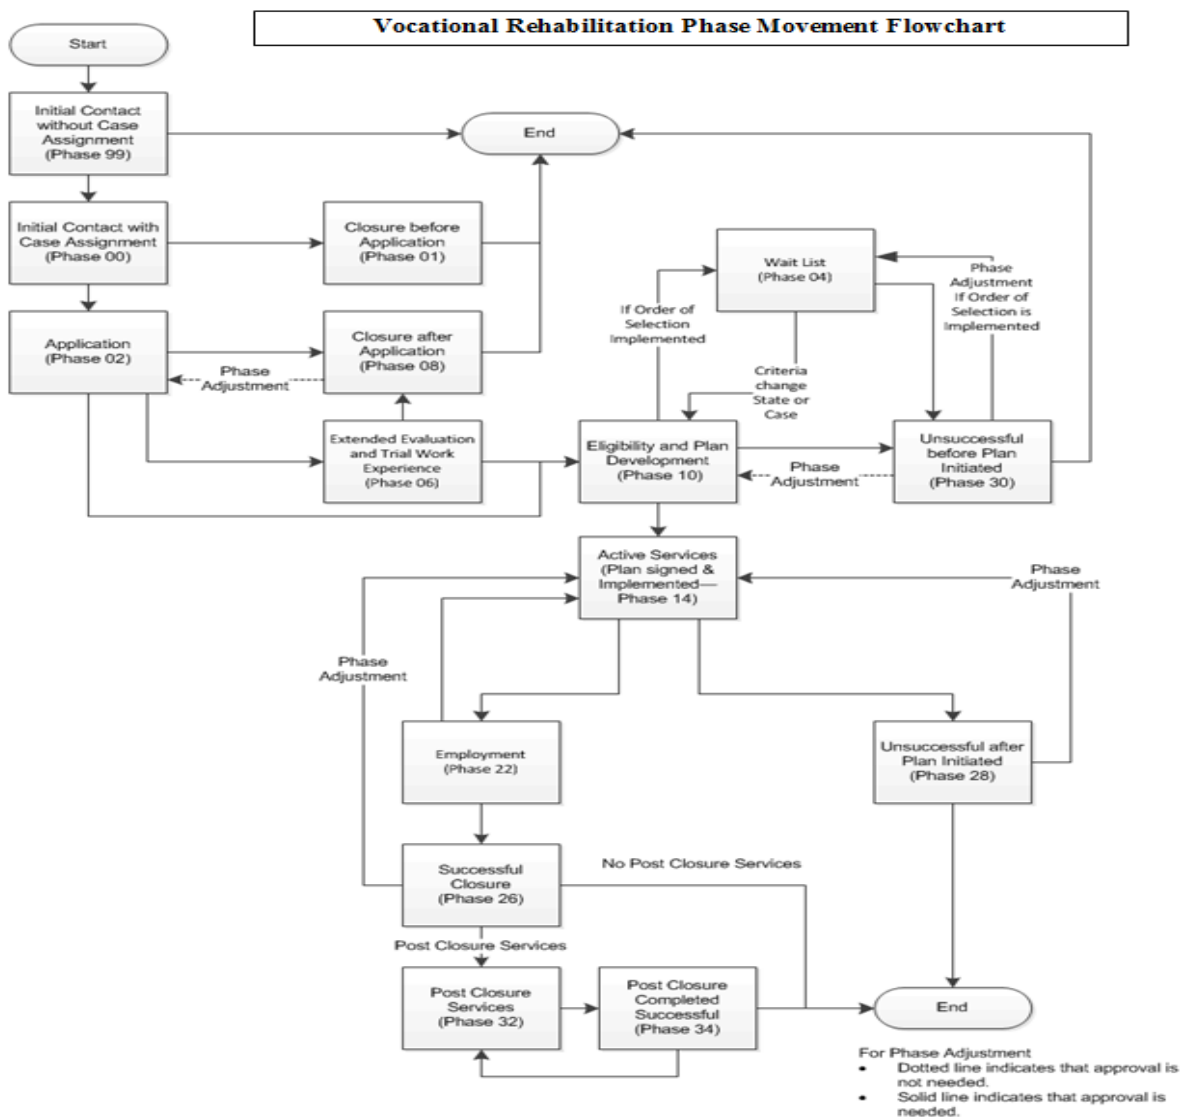 Vocational Rehabilitation Phase Movement Flowchart
Start
Initial Contact
without Case
Assignment
(Phase 99)
End
Initial Contact with
Case Assignment
(Phase 00)
Closure before
Application
(Phase 01)
Wait List
(Phase 04)
Phase
Adjustment
If Order of
Selection is
Implemented
If Order of
Selection
Implemented
Application
(Phase 02)
Closure after
Application
(Phase 08)
Phase
Adjustment
Criteria
change
State or
Case
Extended Evaluation
and Trial Work
Experience
(Phase 06)
Eligibility and Plan
Development
(Phase 10)
Phase
Adjustment
Unsuccessful
before Plan
Initiated
(Phase 30)
Active Services
(Plan signed &
Implemented—
Phase 14)
Phase
Adjustment
Phase
Adjustment
Employment
(Phase 22)
Unsuccessful after
Plan Initiated
(Phase 28)
Successful
Closure
(Phase 26)
No Post Closure Services
Post Closure Services
Post Closure
Services
(Phase 32)
Post Closure
Completed
Successful
(Phase 34)
End
For Phase Adjustment
• Dotted line indicates that approval is
not needed.
• Solid line indicates that approval is
needed.